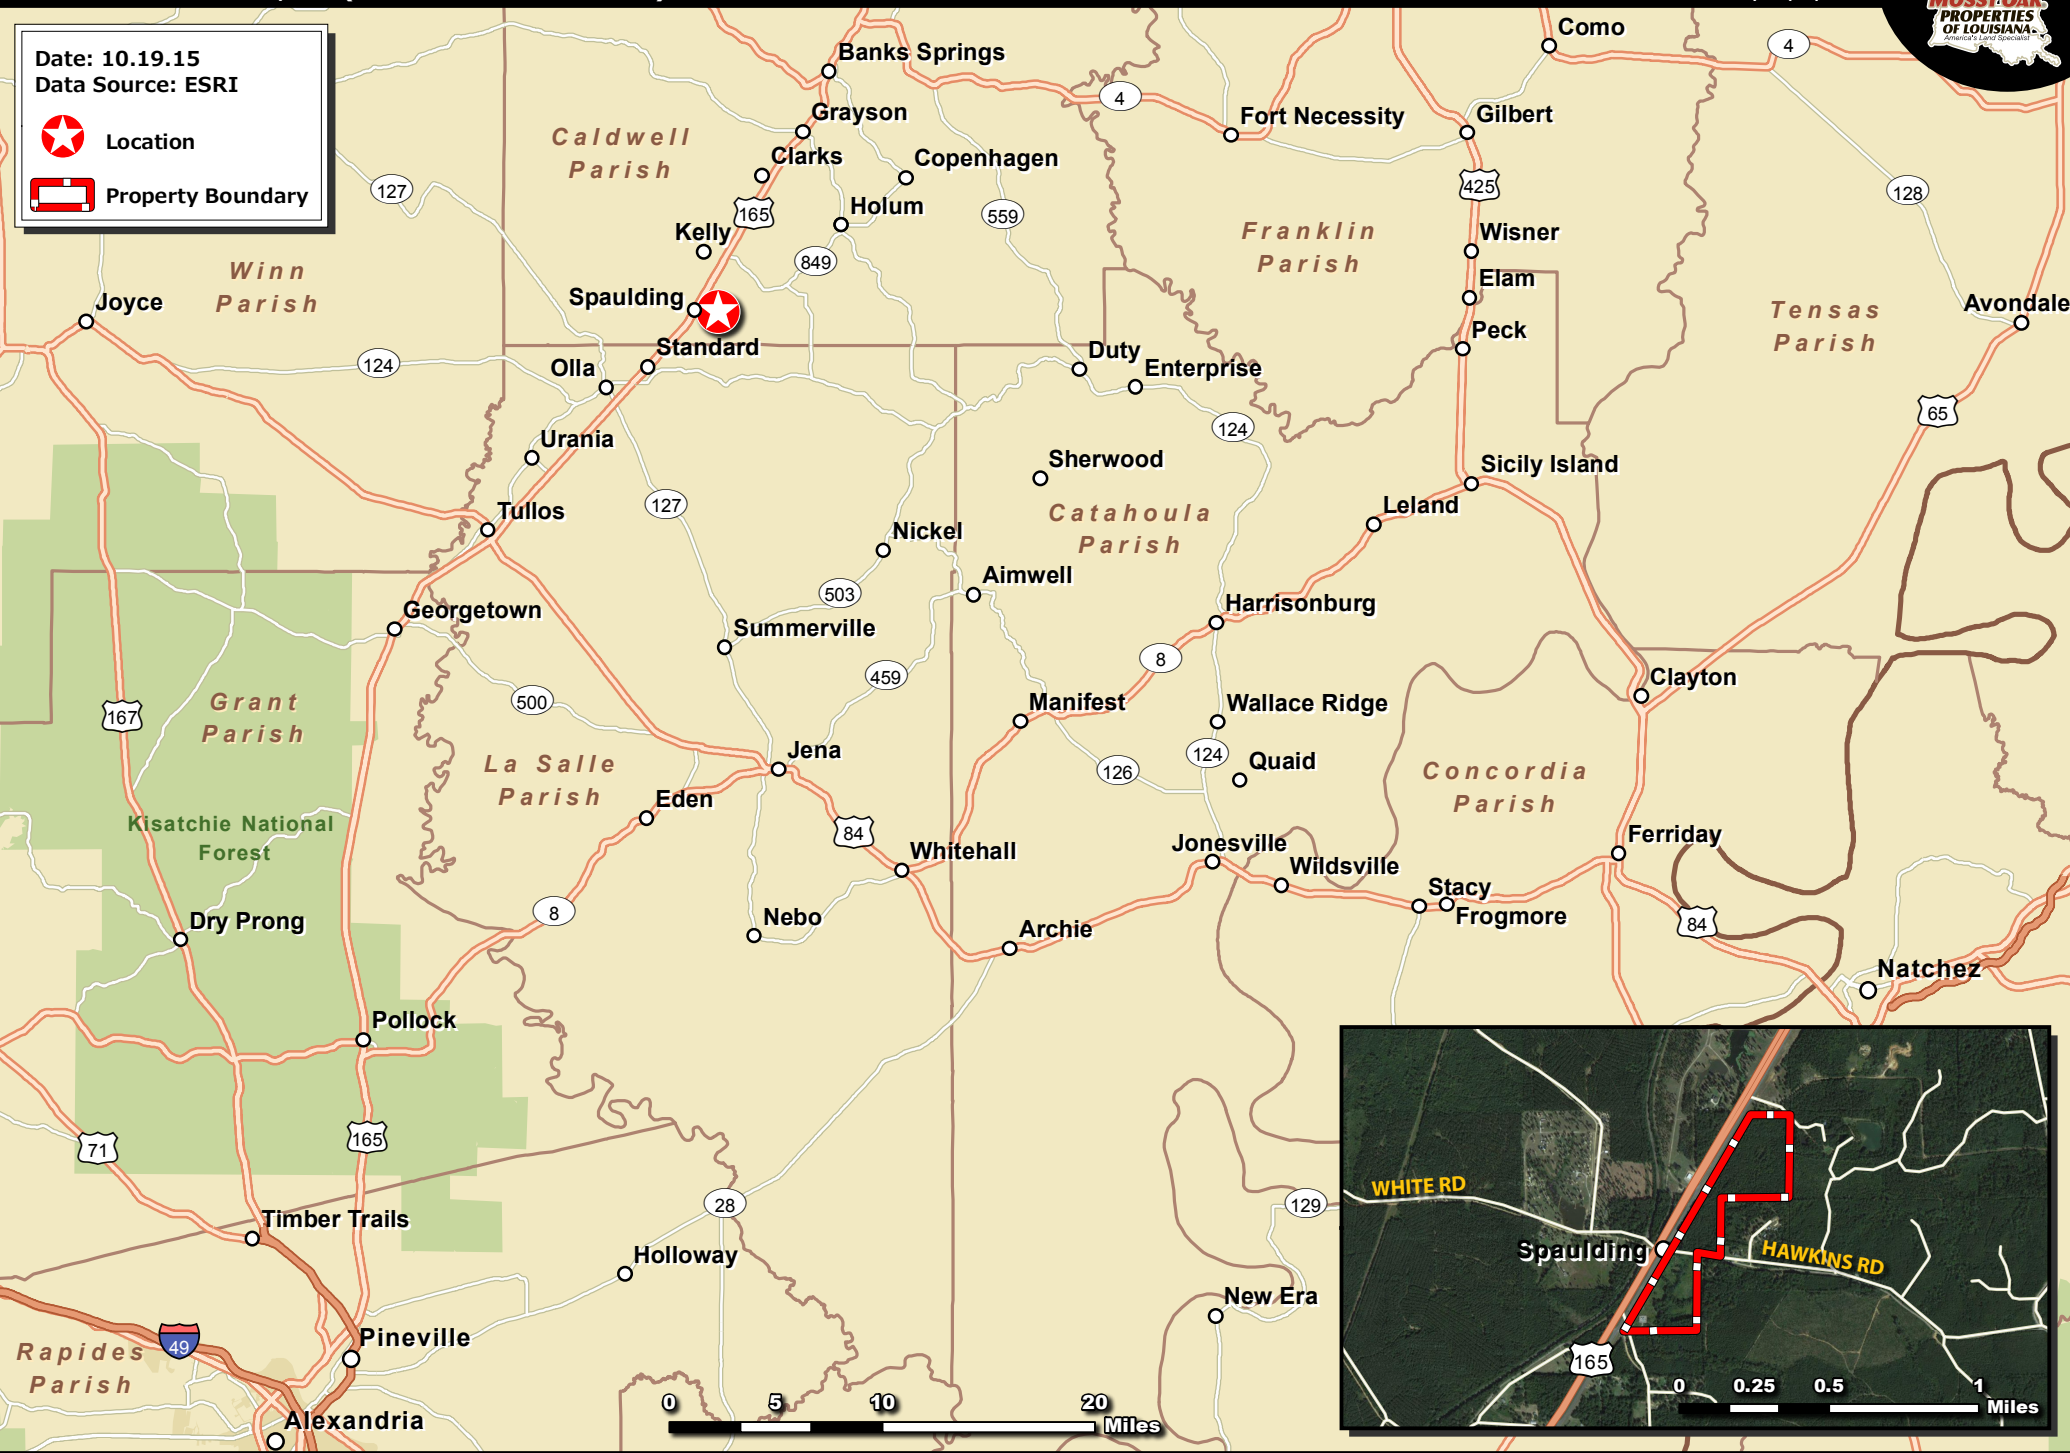 MOSSY OAK
PROPERTIES
OF LOUISIANA
America's Land Specialist
Date: 10.19.15
Data Source: ESRI
Location
Property Boundary
Banks Springs
Como
4
4
Grayson
Fort Necessity
Gilbert
Caldwell
Parish
Clarks
Copenhagen
127
425
128
165
Holum
559
Kelly
849
Franklin
Parish
Wisner
Elam
Winn
Parish
Joyce
Spaulding
Tensas
Parish
Avondale
Peck
Standard
124
Olla
Duty
Enterprise
65
124
Urania
Sherwood
Sicily Island
127
Leland
Tullos
Catahoula
Parish
Nickel
Aimwell
503
Georgetown
Harrisonburg
Summerville
8
459
Clayton
500
Manifest
Wallace Ridge
167
Grant
Parish
Jena
124
Quaid
La Salle
Parish
126
Concordia
Parish
Eden
Kisatchie National
Forest
84
Whitehall
Jonesville
Ferriday
Wildsville
Stacy
Frogmore
8
Nebo
Dry Prong
Archie
84
Natchez
Pollock
71
165
28
129
Timber Trails
Holloway
New Era
49
Pineville
Rapides
Parish
Alexandria
0 5 10 20
Miles
WHITE RD
Spaulding
HAWKINS RD
165
0 0.25 0.5 1
Miles